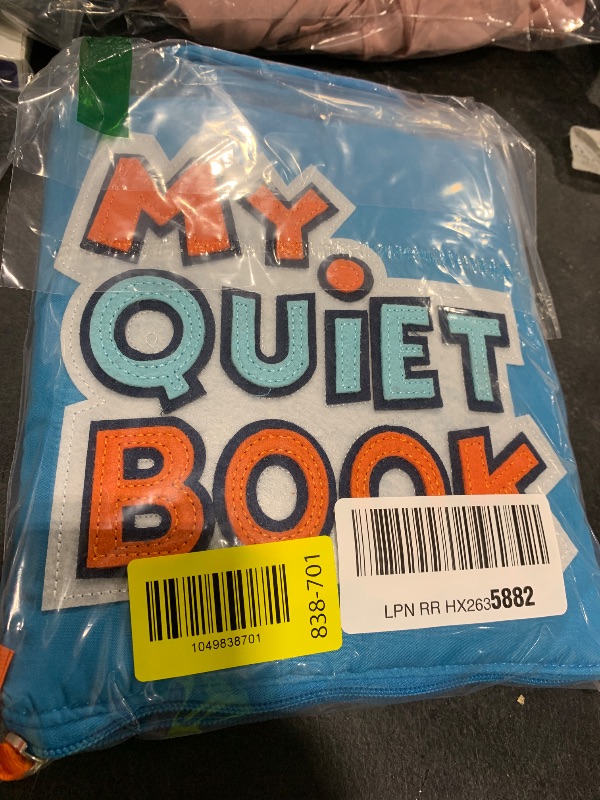 MY
QUIET
BOOK
838-701
1049838701
LPN RR HX2635882